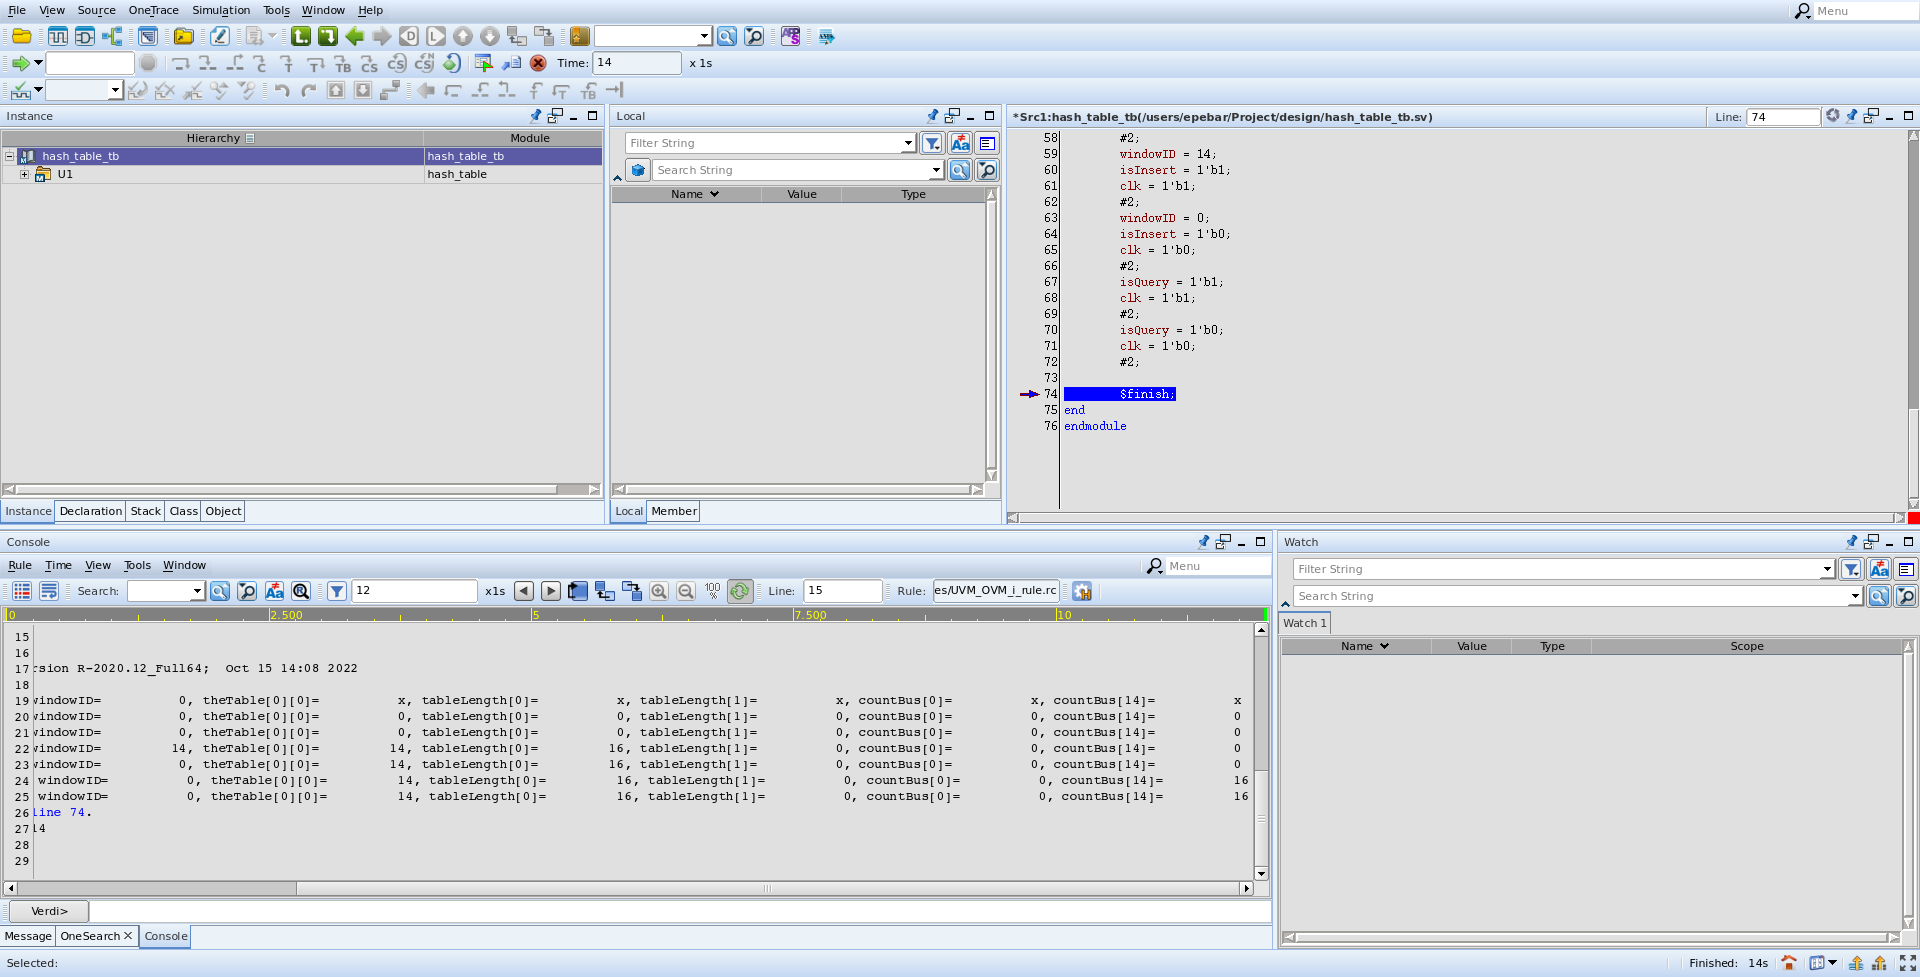 File View Source OneTrace Simulation Tools Window Help
Menu
Time: 14 x 1s
Instance
Hierarchy Module
hash_table_tb hash_table_tb
U1 hash_table
Instance Declaration Stack Class Object
Local
Filter String
Search String
Name Value Type
Local Member
*Src1:hash_table_tb(/users/epebar/Project/design/hash_table_tb.sv) Line: 74
58 #2;
59 windowID = 14;
60 isInsert = 1'b1;
61 clk = 1'b1;
62 #2;
63 windowID = 0;
64 isInsert = 1'b0;
65 clk = 1'b0;
66 #2;
67 isQuery = 1'b1;
68 clk = 1'b1;
69 #2;
70 isQuery = 1'b0;
71 clk = 1'b0;
72 #2;
73
74 $finish;
75 end
76 endmodule
Console
Rule Time View Tools Window Menu
Search: 12 x1s Line: 15 Rule: es/UVM_OVM_i_rule.rc
0 2.500 5 7.500 10
15
16
17 rsion R-2020.12_Full64; Oct 15 14:08 2022
18
19 windowID= 0, theTable[0][0]= x, tableLength[0]= x, tableLength[1]= x, countBus[0]= x, countBus[14]= x
20 windowID= 0, theTable[0][0]= 0, tableLength[0]= 0, tableLength[1]= 0, countBus[0]= 0, countBus[14]= 0
21 windowID= 0, theTable[0][0]= 0, tableLength[0]= 0, tableLength[1]= 0, countBus[0]= 0, countBus[14]= 0
22 windowID= 14, theTable[0][0]= 14, tableLength[0]= 16, tableLength[1]= 0, countBus[0]= 0, countBus[14]= 0
23 windowID= 0, theTable[0][0]= 14, tableLength[0]= 16, tableLength[1]= 0, countBus[0]= 0, countBus[14]= 0
24 windowID= 0, theTable[0][0]= 14, tableLength[0]= 16, tableLength[1]= 0, countBus[0]= 0, countBus[14]= 16
25 windowID= 0, theTable[0][0]= 14, tableLength[0]= 16, tableLength[1]= 0, countBus[0]= 0, countBus[14]= 16
26 line 74.
27 14
28
29
Verdi>
Message OneSearch Console
Watch
Filter String
Search String
Watch 1
Name Value Type Scope
Selected: Finished: 14s